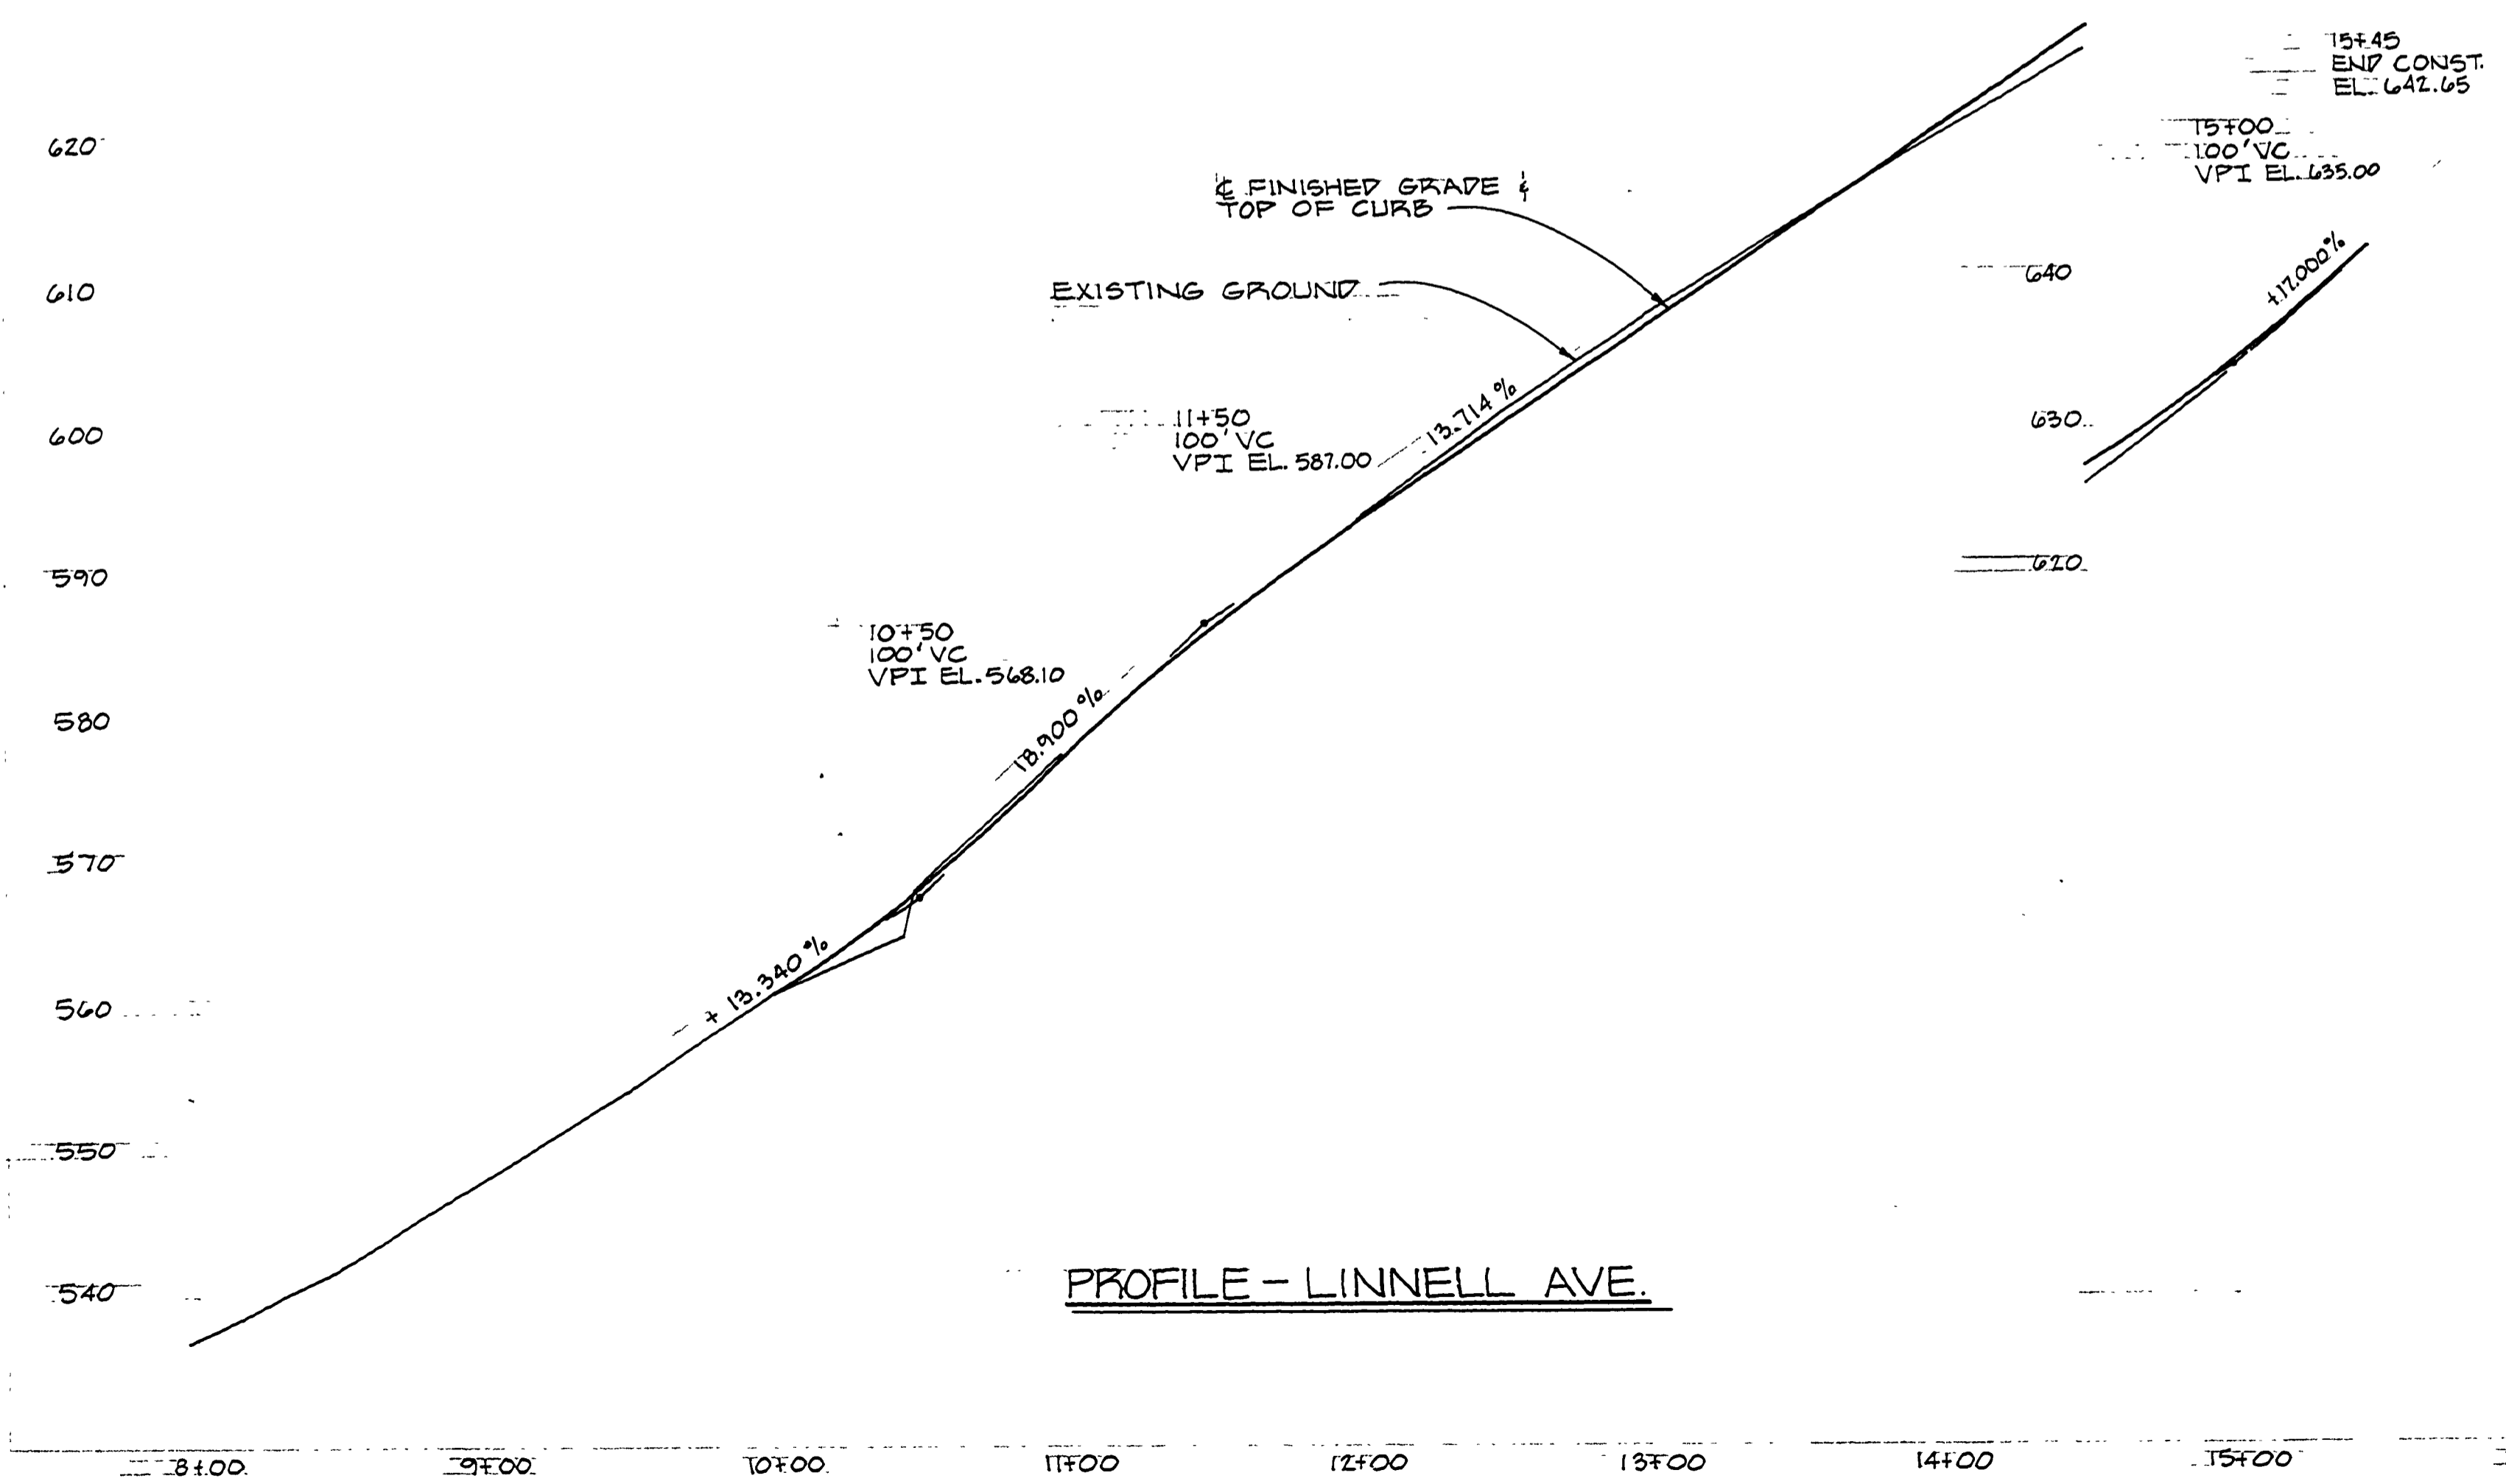 15+45
END CONST.
EL. 642.65
15+00
100' VC
VPI EL. 635.00
620
℄ FINISHED GRADE &
TOP OF CURB
+17.000%
610
EXISTING GROUND
640
600
11+50
100' VC
VPI EL. 587.00
13.714 %
630
590
620
10+50
100' VC
VPI EL. 568.10
580
18.900 %
570
+ 13.340 %
560
550
540
PROFILE - LINNELL AVE.
8+00 9+00 10+00 11+00 12+00 13+00 14+00 15+00